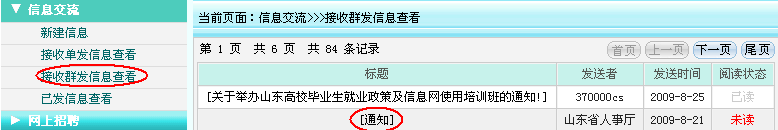 ▼ 信息交流
新建信息
接收单发信息查看
接收群发信息查看
已发信息查看
▶ 网上招聘
当前页面：信息交流>>>接收群发信息查看
第 1 页 共 6 页 共 84 条记录 首页 上一页 下一页 尾页
标题 发送者 发送时间 阅读状态
[关于举办山东高校毕业生就业政策及信息网使用培训班的通知!] 370000cs 2009-8-25 已读
[通知] 山东省人事厅 2009-8-21 未读